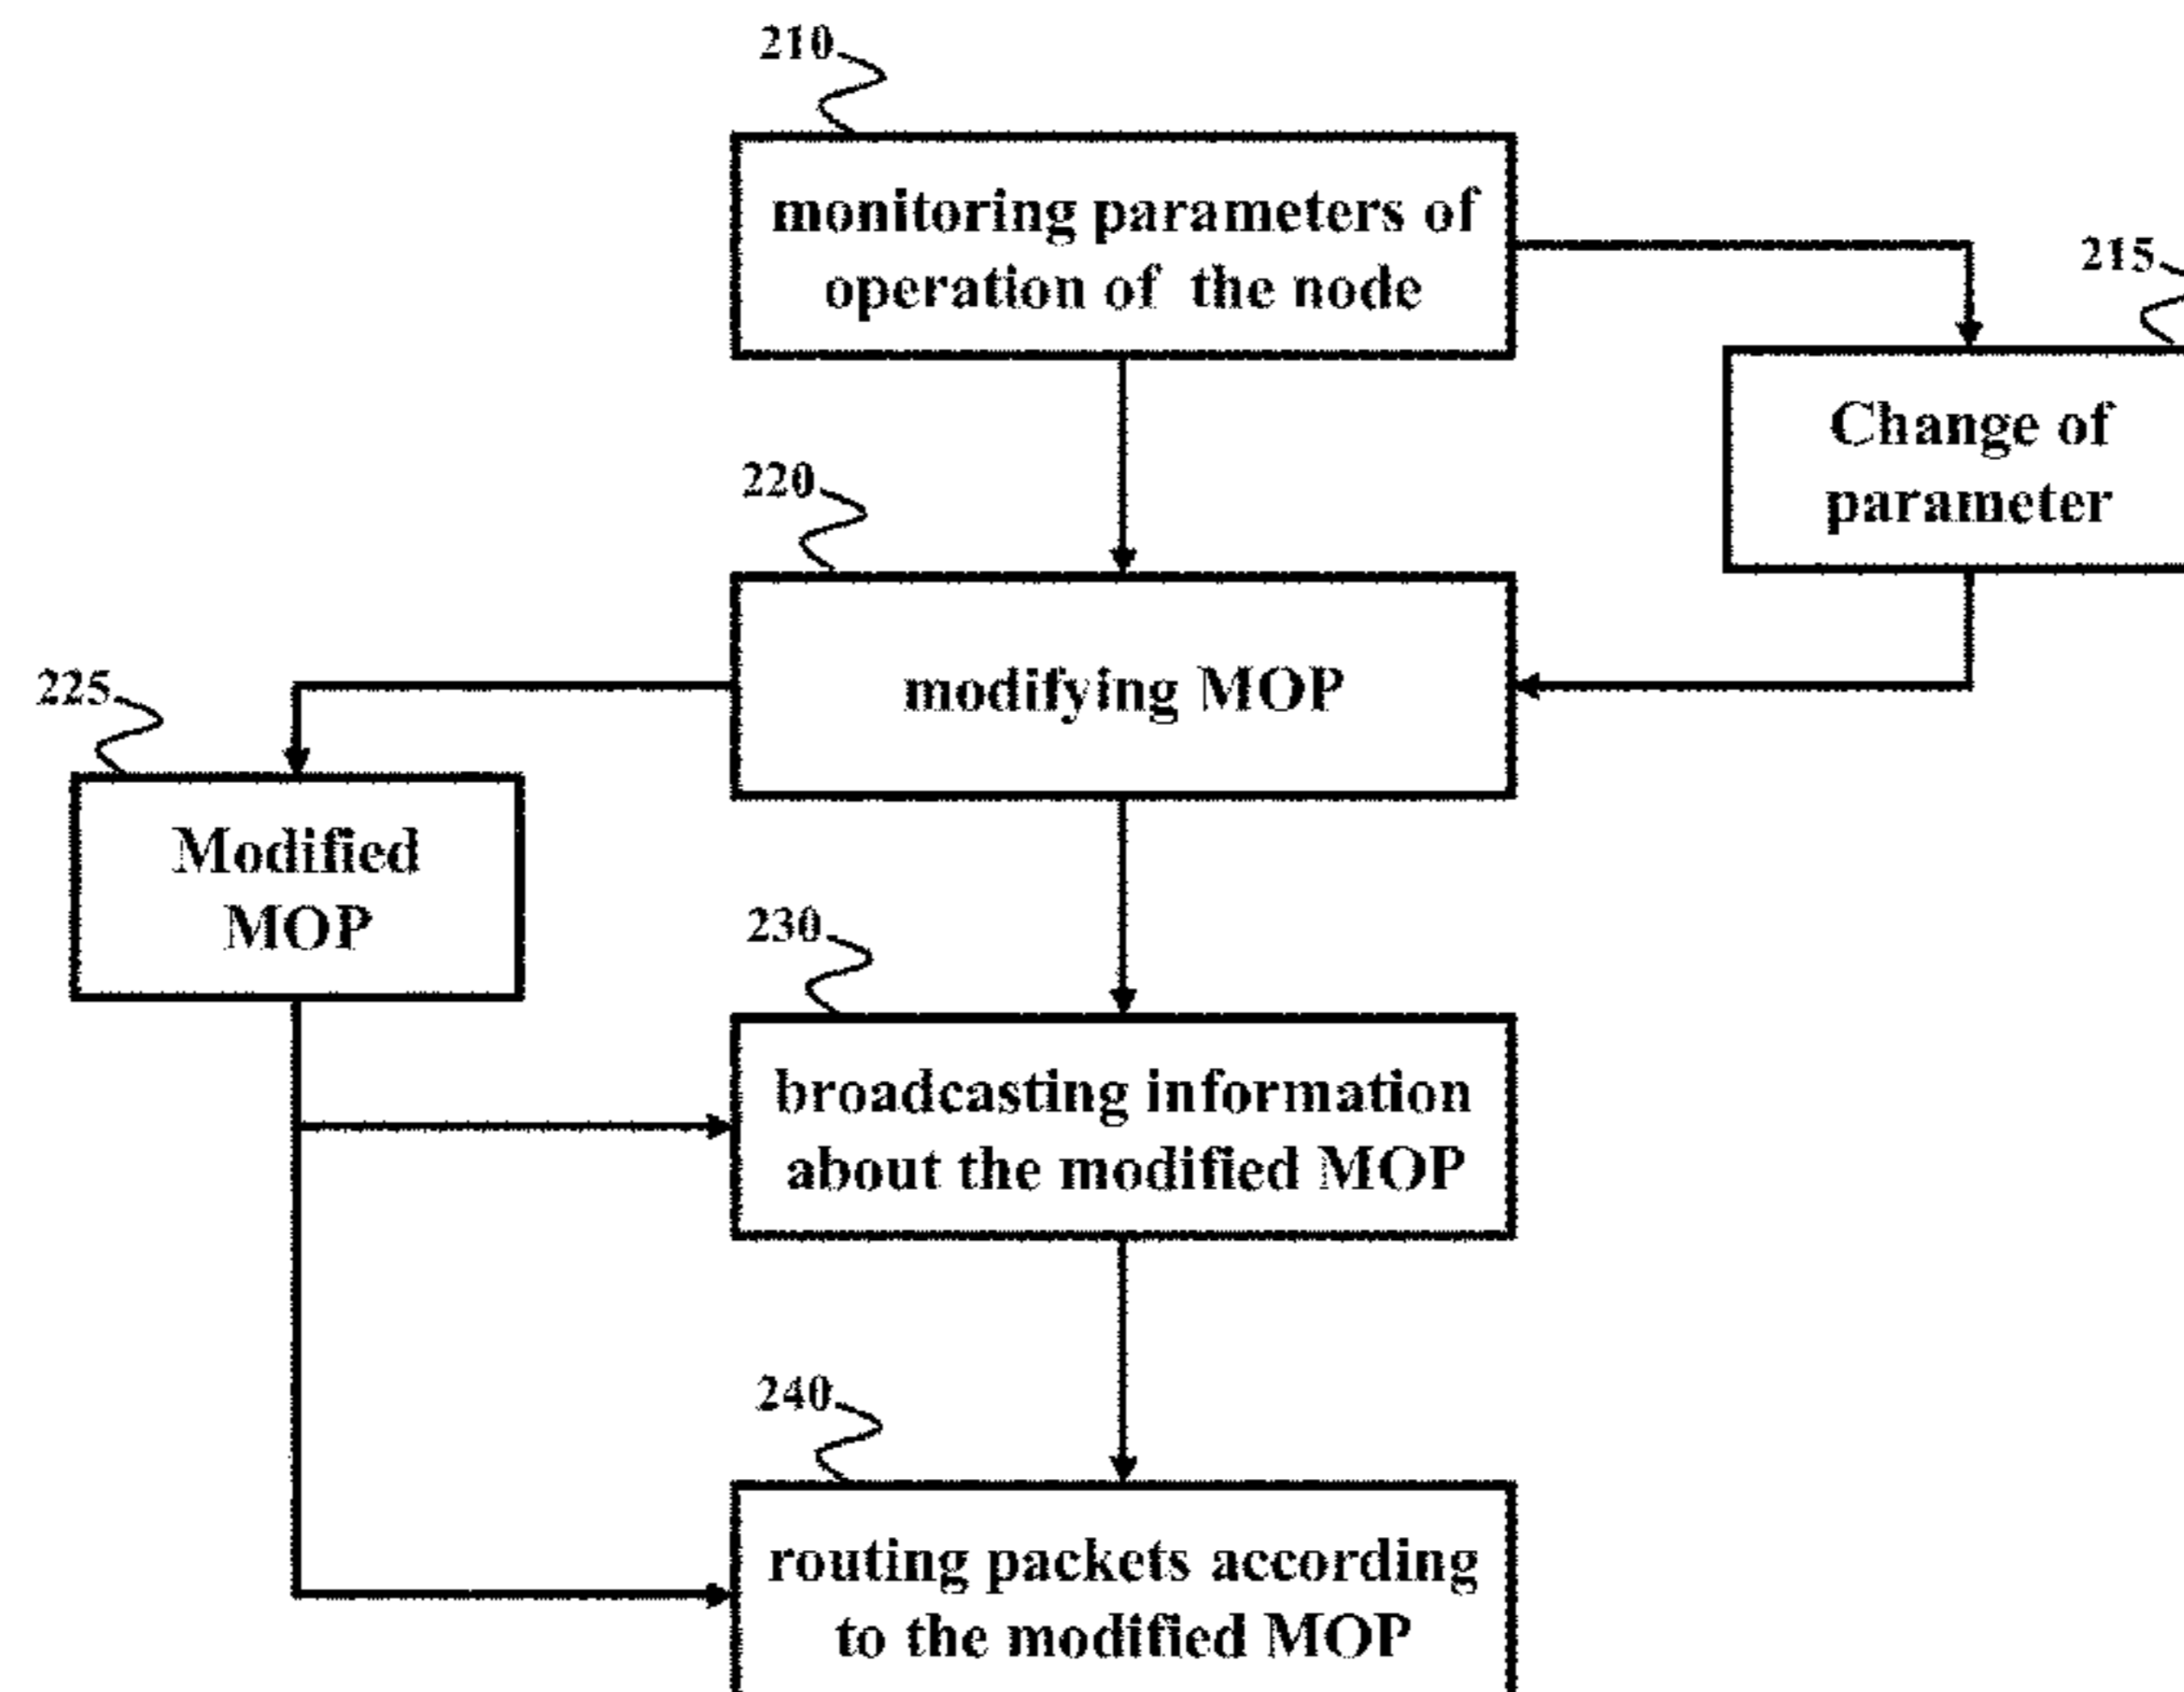 210
monitoring parameters of
operation of the node
215
Change of
parameter
220
modifying MOP
225
Modified
MOP
230
broadcasting information
about the modified MOP
240
routing packets according
to the modified MOP